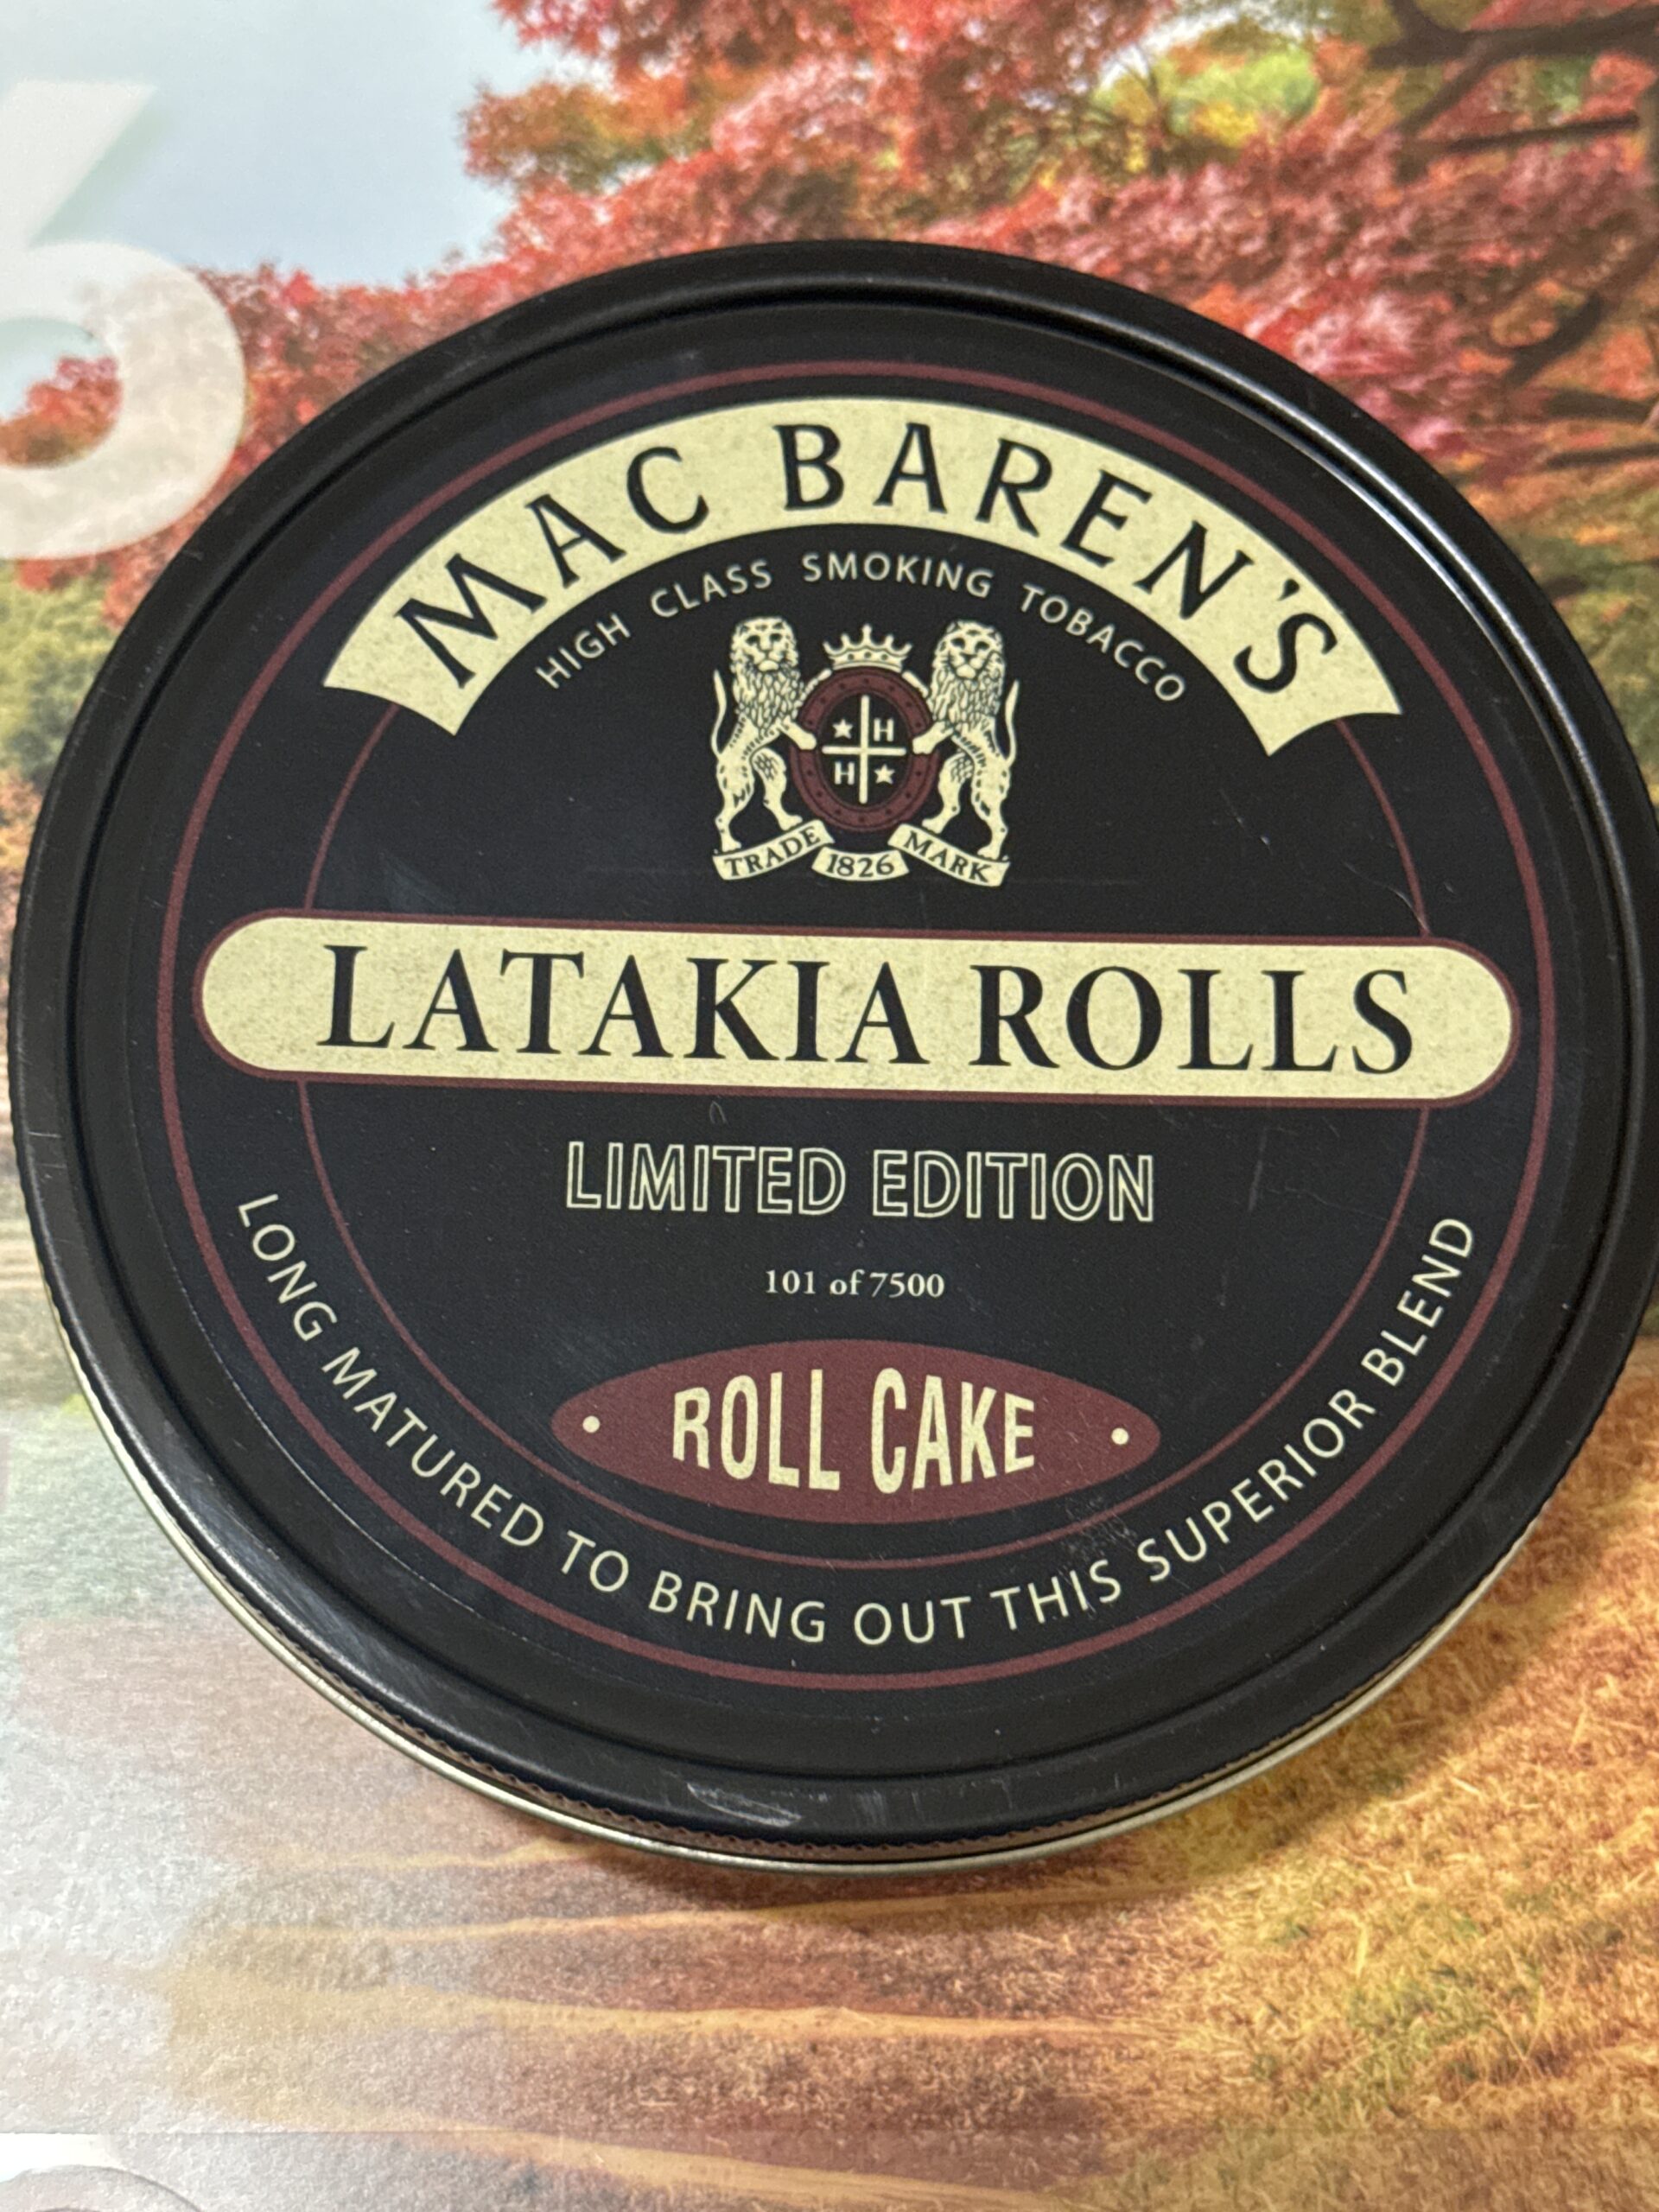 6
MAC BAREN'S
HIGH CLASS SMOKING TOBACCO
H
H
TRADE 1826 MARK
LATAKIA ROLLS
LIMITED EDITION
101 of 7500
ROLL CAKE
LONG MATURED TO BRING OUT THIS SUPERIOR BLEND